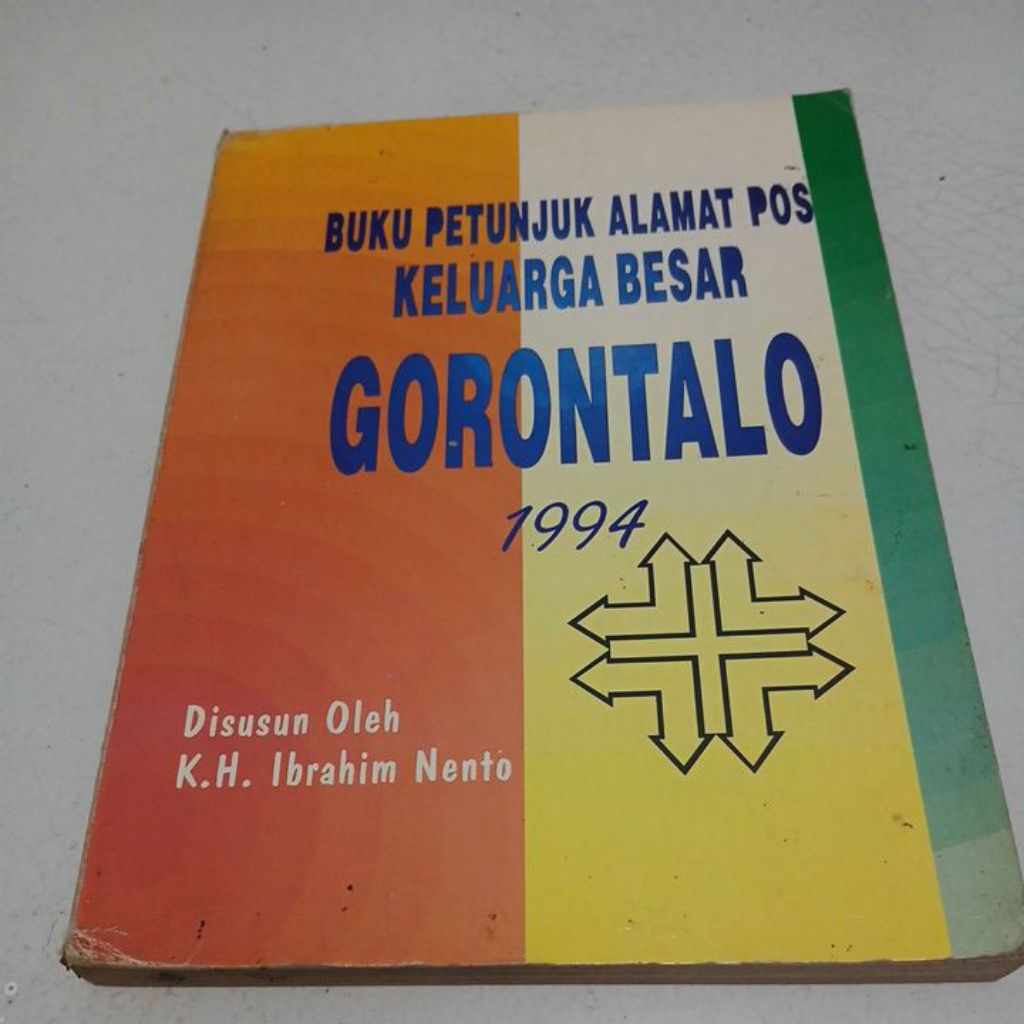 BUKU PETUNJUK ALAMAT POS
KELUARGA BESAR
GORONTALO
1994
Disusun Oleh
K.H. Ibrahim Nento